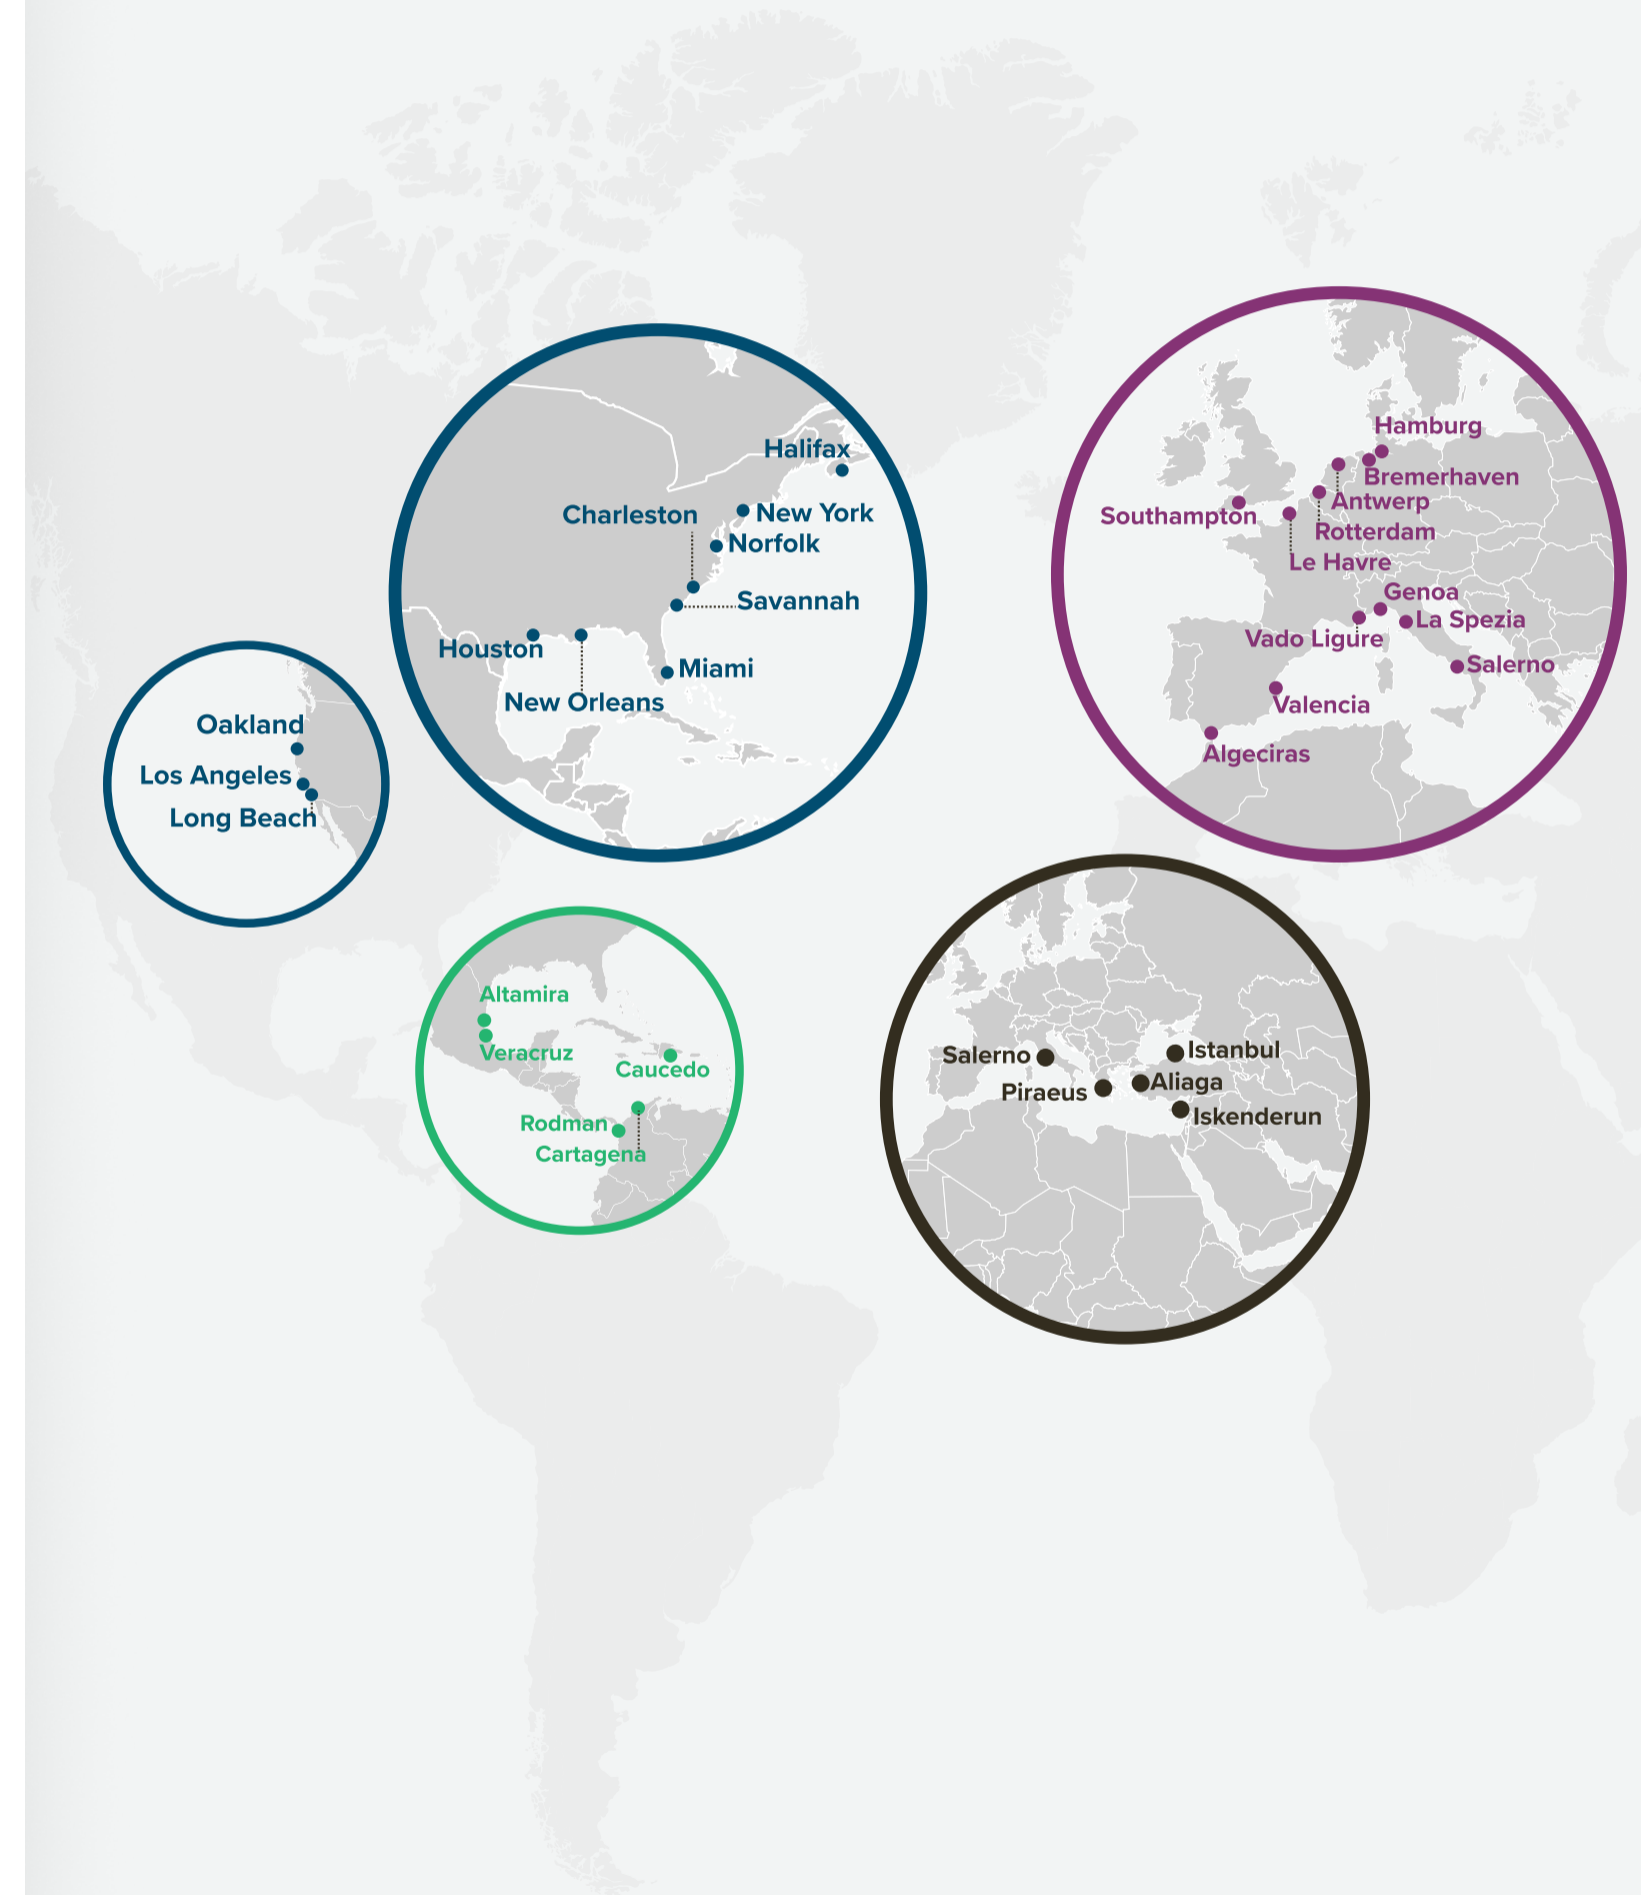 Halifax
Charleston
New York
Norfolk
Savannah
Houston
Miami
New Orleans
Oakland
Los Angeles
Long Beach
Hamburg
Bremerhaven
Antwerp
Southampton
Rotterdam
Le Havre
Genoa
La Spezia
Vado Ligure
Salerno
Valencia
Algeciras
Altamira
Veracruz
Caucedo
Rodman
Cartagena
Salerno
Istanbul
Aliaga
Piraeus
Iskenderun